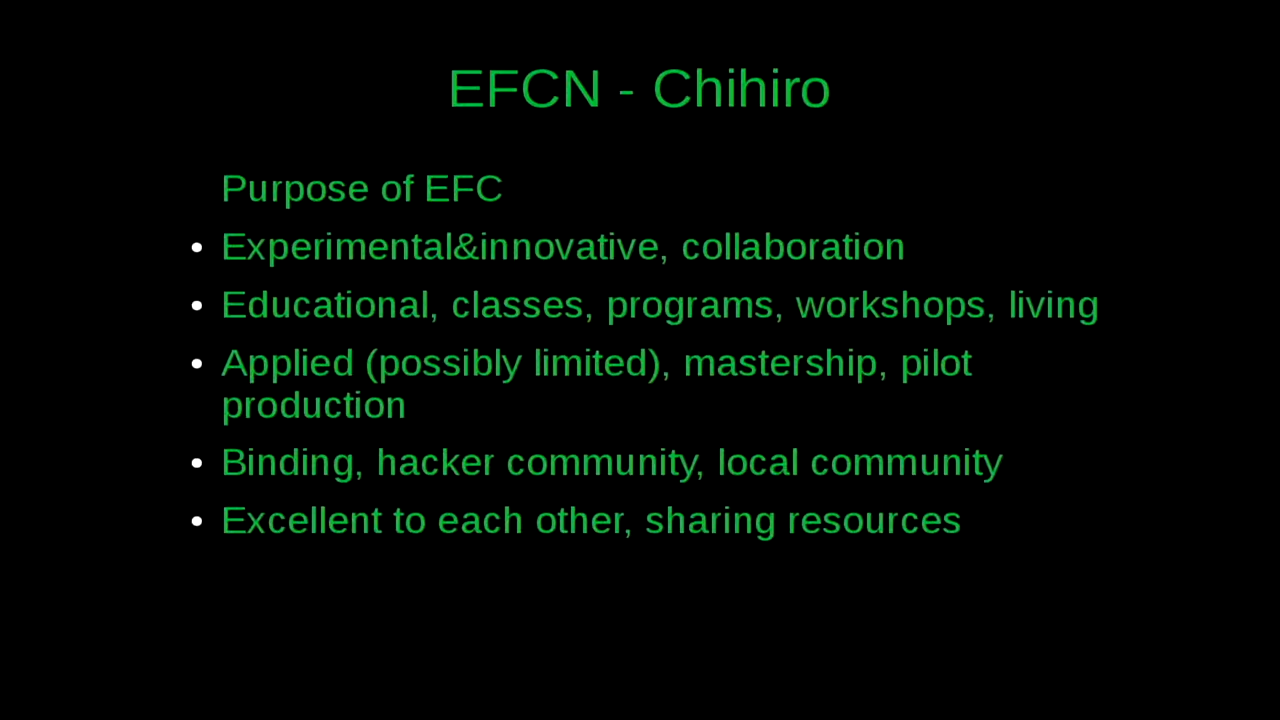 EFCN - Chihiro
Purpose of EFC
• Experimental&innovative, collaboration
• Educational, classes, programs, workshops, living
• Applied (possibly limited), mastership, pilot
production
• Binding, hacker community, local community
• Excellent to each other, sharing resources